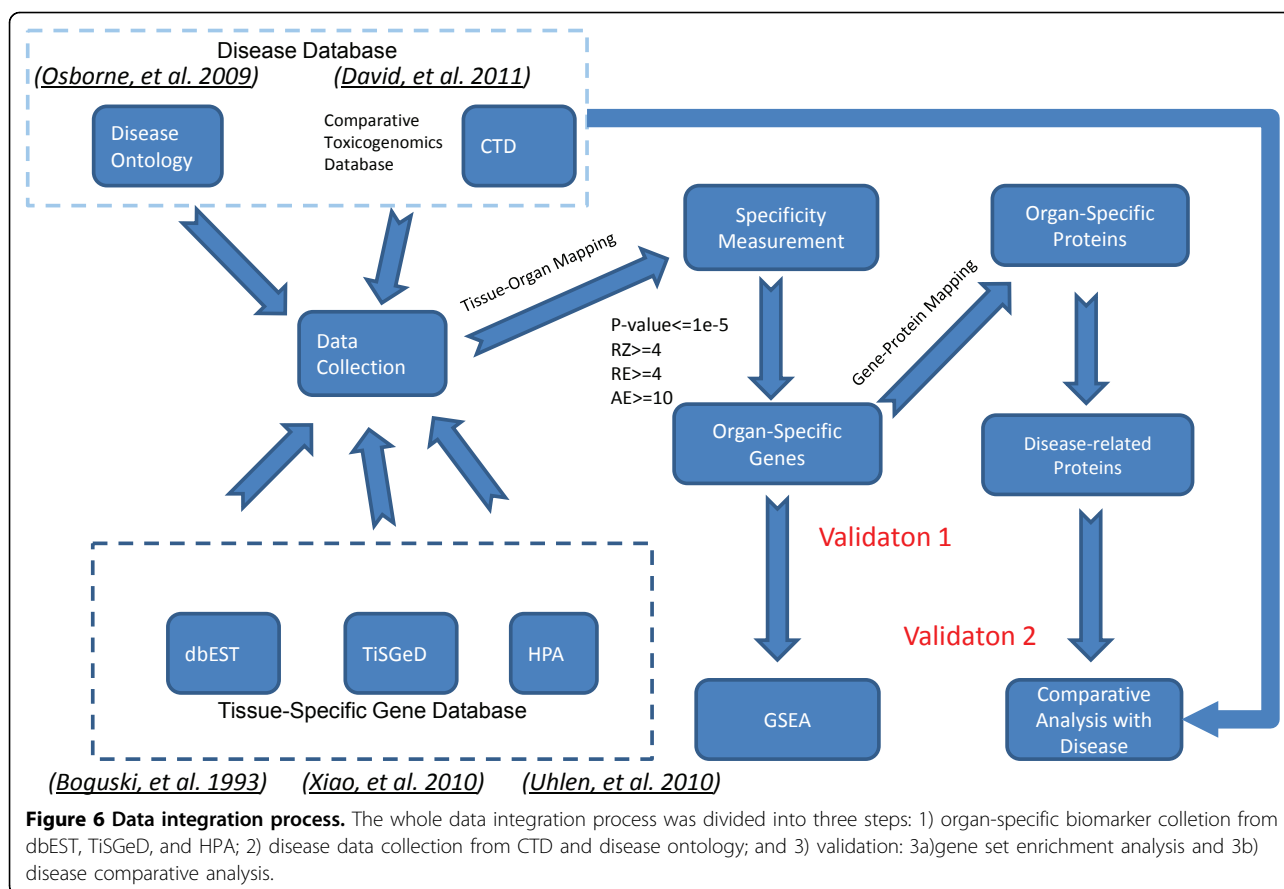 Disease Database
(Osborne, et al. 2009)
(David, et al. 2011)
Disease
Ontology
Comparative
Toxicogenomics
Database
CTD
Data
Collection
Tissue-Organ Mapping
Specificity
Measurement
P-value<=1e-5
RZ>=4
RE>=4
AE>=10
Organ-Specific
Genes
Gene-Protein Mapping
Organ-Specific
Proteins
Disease-related
Proteins
Validaton 1
Validaton 2
GSEA
Comparative
Analysis with
Disease
dbEST
TiSGeD
HPA
Tissue-Specific Gene Database
(Boguski, et al. 1993)
(Xiao, et al. 2010)
(Uhlen, et al. 2010)
Figure 6 Data integration process. The whole data integration process was divided into three steps: 1) organ-specific biomarker colletion from
dbEST, TiSGeD, and HPA; 2) disease data collection from CTD and disease ontology; and 3) validation: 3a)gene set enrichment analysis and 3b)
disease comparative analysis.